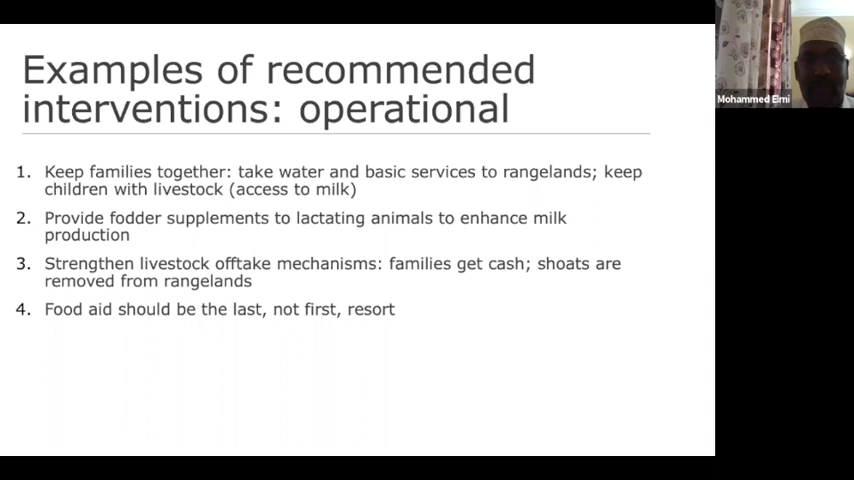 Examples of recommended
interventions: operational
1. Keep families together: take water and basic services to rangelands; keep
children with livestock (access to milk)
2. Provide fodder supplements to lactating animals to enhance milk
production
3. Strengthen livestock offtake mechanisms: families get cash; shoats are
removed from rangelands
4. Food aid should be the last, not first, resort
Mohammed Elmi